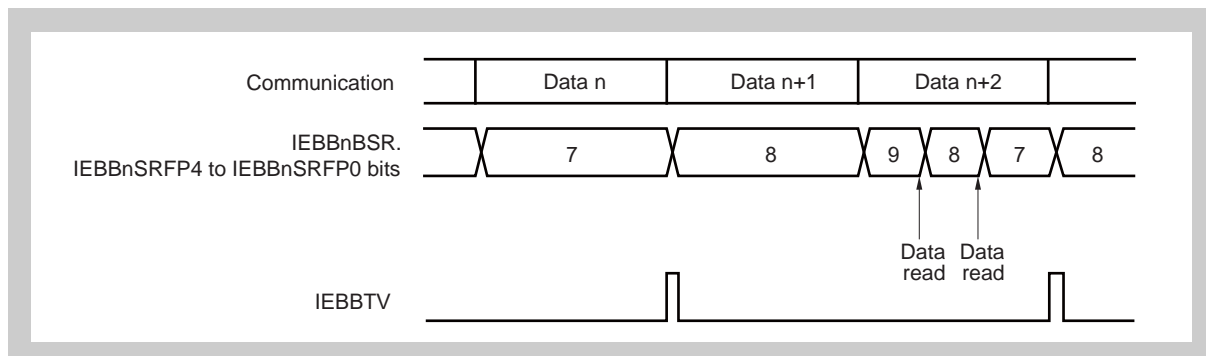 Communication
Data n
Data n+1
Data n+2
IEBBnBSR.
IEBBnSRFP4 to IEBBnSRFP0 bits
7
8
9
8
7
8
Data
read
Data
read
IEBBTV